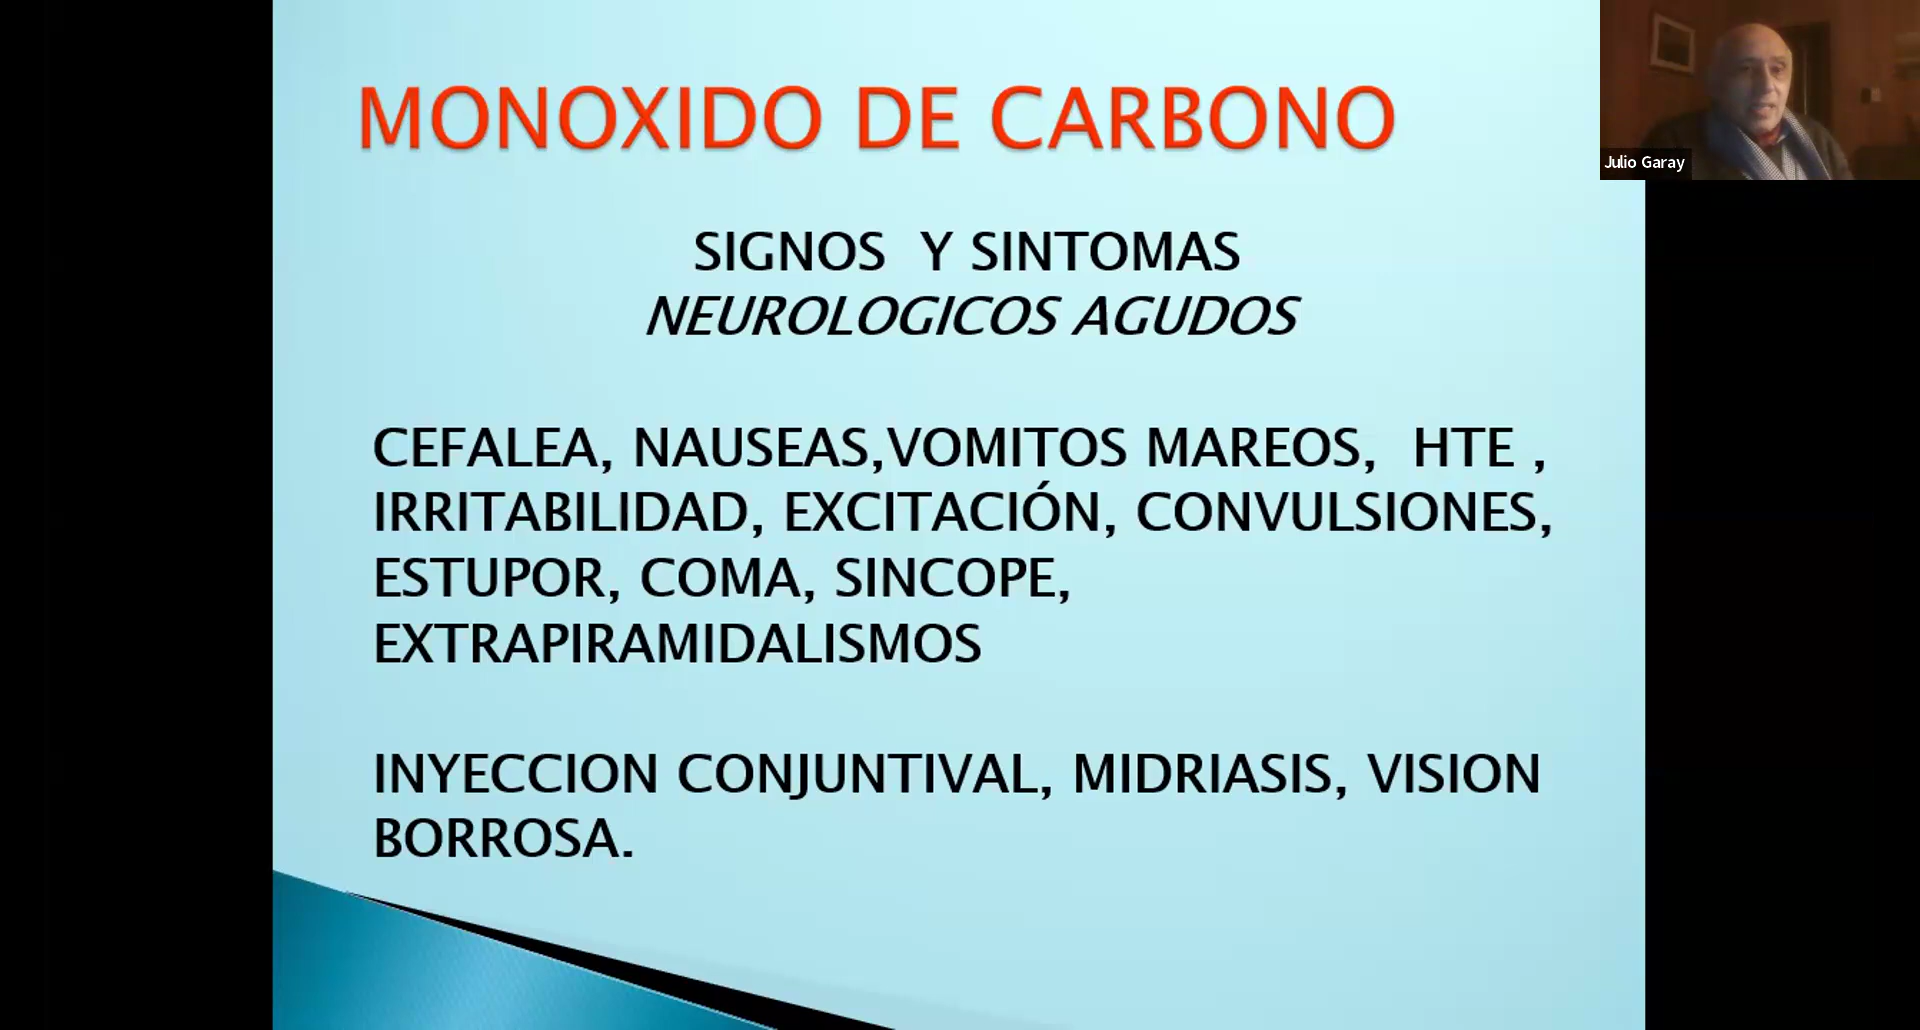 MONOXIDO DE CARBONO
SIGNOS Y SINTOMAS
NEUROLOGICOS AGUDOS
CEFALEA, NAUSEAS,VOMITOS MAREOS, HTE ,
IRRITABILIDAD, EXCITACIÓN, CONVULSIONES,
ESTUPOR, COMA, SINCOPE,
EXTRAPIRAMIDALISMOS
INYECCION CONJUNTIVAL, MIDRIASIS, VISION
BORROSA.
Julio Garay